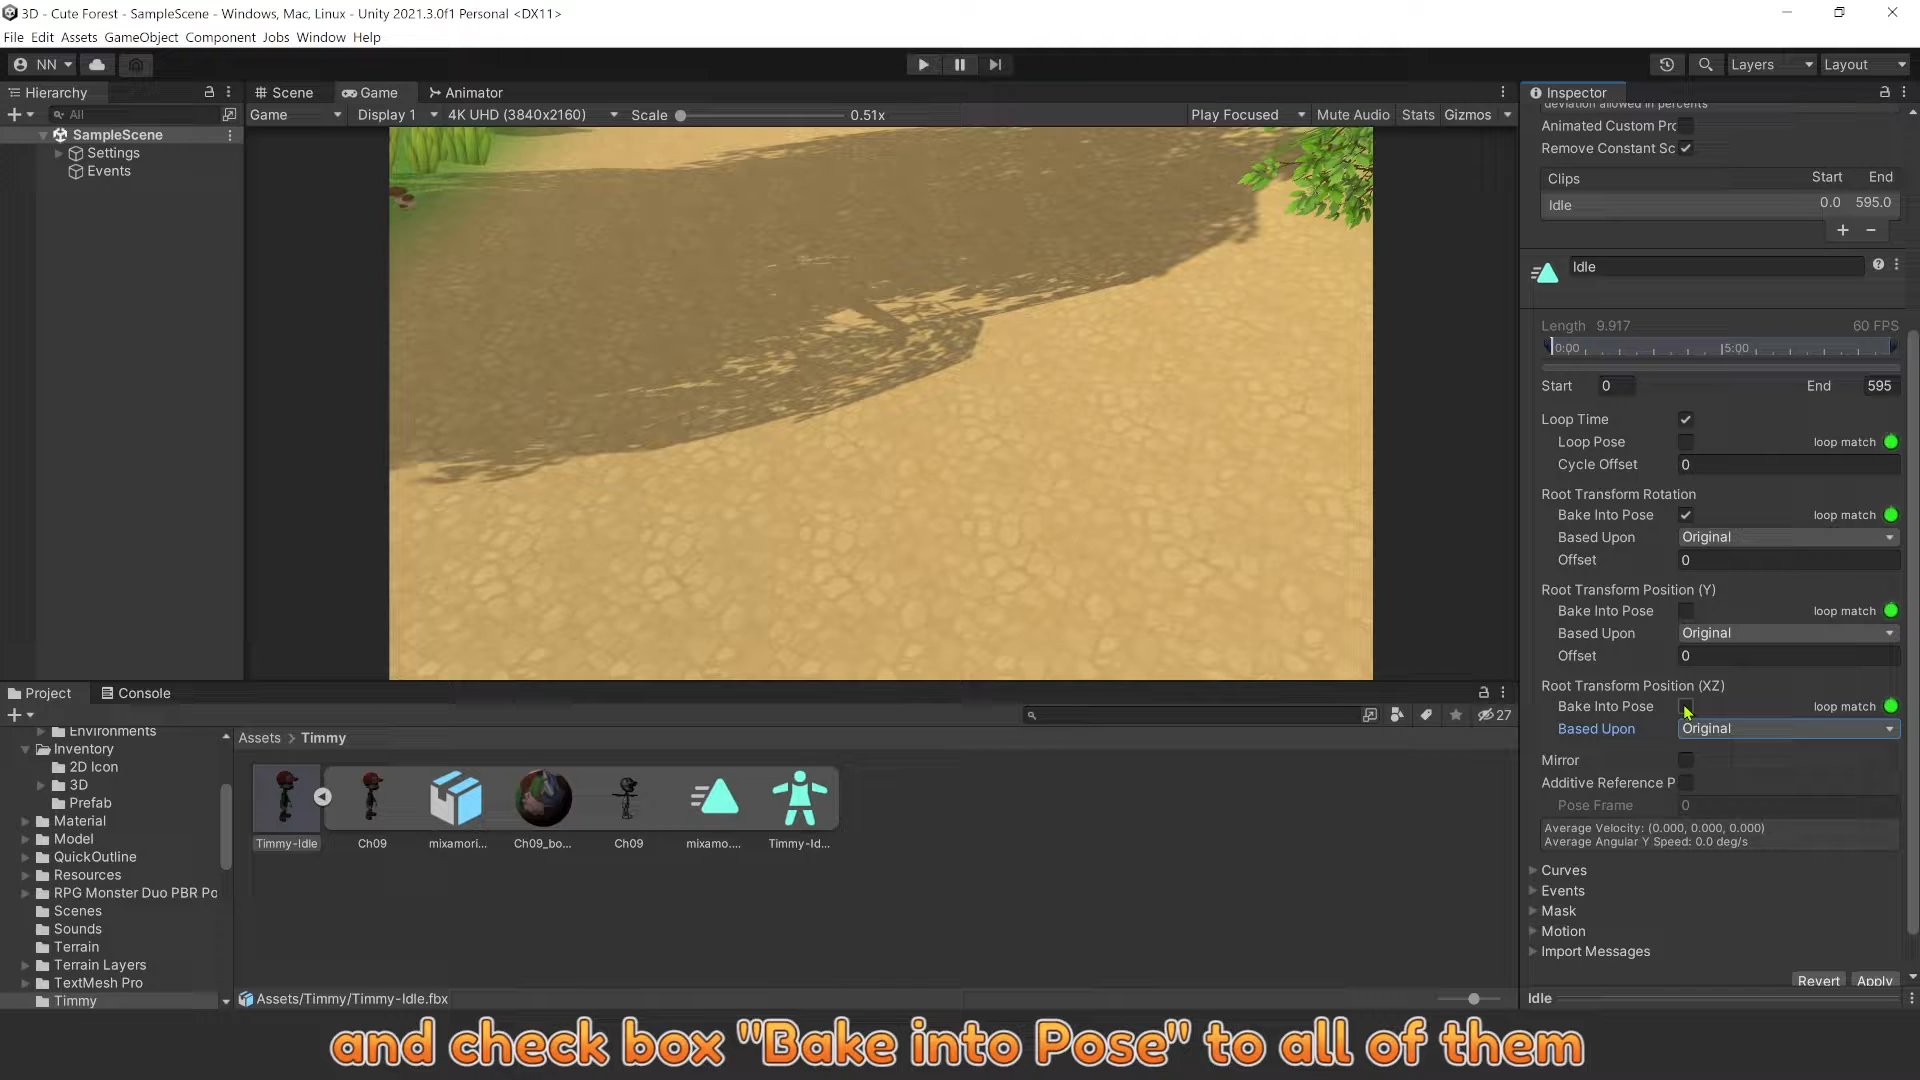 3D - Cute Forest - SampleScene - Windows, Mac, Linux - Unity 2021.3.0f1 Personal <DX11>
File Edit Assets GameObject Component Jobs Window Help
NN Layers Layout
Hierarchy
All
SampleScene
Settings
Events
Scene Game Animator
Game Display 1 4K UHD (3840x2160) Scale 0.51x Play Focused Mute Audio Stats Gizmos
Inspector
deviation allowed in percents
Animated Custom Pro
Remove Constant Sc
Clips Start End
Idle 0.0 595.0
Idle
Length 9.917 60 FPS
0:00 5:00
Start 0 End 595
Loop Time
Loop Pose loop match
Cycle Offset 0
Root Transform Rotation
Bake Into Pose loop match
Based Upon Original
Offset 0
Root Transform Position (Y)
Bake Into Pose loop match
Based Upon Original
Offset 0
Root Transform Position (XZ)
Bake Into Pose loop match
Based Upon Original
Mirror
Additive Reference P
Pose Frame 0
Average Velocity: (0.000, 0.000, 0.000)
Average Angular Y Speed: 0.0 deg/s
Curves
Events
Mask
Motion
Import Messages
Revert Apply
Idle
Project Console
27
Environments
Inventory
2D Icon
3D
Prefab
Material
Model
QuickOutline
Resources
RPG Monster Duo PBR Po
Scenes
Sounds
Terrain
Terrain Layers
TextMesh Pro
Timmy
Assets > Timmy
Timmy-Idle Ch09 mixamori... Ch09_bo... Ch09 mixamo.... Timmy-Id...
Assets/Timmy/Timmy-Idle.fbx
and check box "Bake into Pose" to all of them